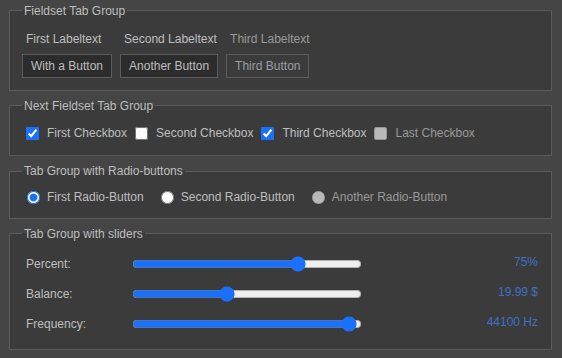 Fieldset Tab Group
First Labeltext Second Labeltext Third Labeltext
With a Button Another Button Third Button
Next Fieldset Tab Group
First Checkbox Second Checkbox Third Checkbox Last Checkbox
Tab Group with Radio-buttons
First Radio-Button Second Radio-Button Another Radio-Button
Tab Group with sliders
Percent: 75%
Balance: 19.99 $
Frequency: 44100 Hz